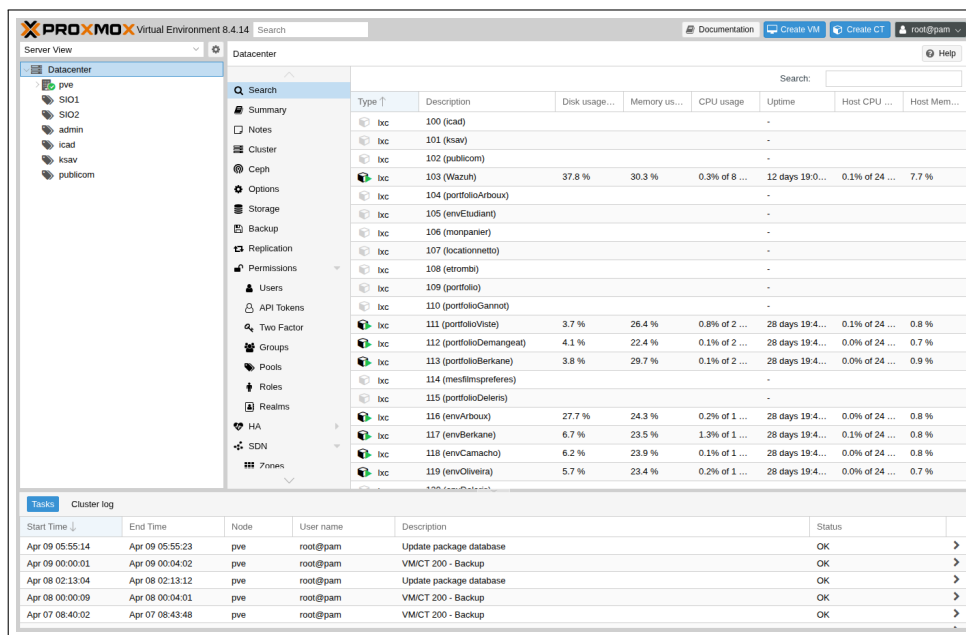 PROXMOX Virtual Environment 8.4.14 Search Documentation Create VM Create CT root@pam
Server View Datacenter Help
Datacenter
pve
SIO1
SIO2
admin
icad
ksav
publicom
Search
Summary
Notes
Cluster
Ceph
Options
Storage
Backup
Replication
Permissions
Users
API Tokens
Two Factor
Groups
Pools
Roles
Realms
HA
SDN
Zones
Search:
Type ↑ Description Disk usage... Memory us... CPU usage Uptime Host CPU ... Host Mem...
lxc 100 (icad) -
lxc 101 (ksav) -
lxc 102 (publicom) -
lxc 103 (Wazuh) 37.8 % 30.3 % 0.3% of 8 ... 12 days 19:0... 0.1% of 24 ... 7.7 %
lxc 104 (portfolioArboux) -
lxc 105 (envEtudiant) -
lxc 106 (monpanier) -
lxc 107 (locationnetto) -
lxc 108 (etrombi) -
lxc 109 (portfolio) -
lxc 110 (portfolioGannot) -
lxc 111 (portfolioViste) 3.7 % 26.4 % 0.8% of 2 ... 28 days 19:4... 0.1% of 24 ... 0.8 %
lxc 112 (portfolioDemangeat) 4.1 % 22.4 % 0.1% of 2 ... 28 days 19:4... 0.0% of 24 ... 0.7 %
lxc 113 (portfolioBerkane) 3.8 % 29.7 % 0.1% of 2 ... 28 days 19:4... 0.0% of 24 ... 0.9 %
lxc 114 (mesfilmspreferes) -
lxc 115 (portfolioDeleris) -
lxc 116 (envArboux) 27.7 % 24.3 % 0.2% of 1 ... 28 days 19:4... 0.0% of 24 ... 0.8 %
lxc 117 (envBerkane) 6.7 % 23.5 % 1.3% of 1 ... 28 days 19:4... 0.1% of 24 ... 0.8 %
lxc 118 (envCamacho) 6.2 % 23.9 % 0.1% of 1 ... 28 days 19:4... 0.0% of 24 ... 0.8 %
lxc 119 (envOliveira) 5.7 % 23.4 % 0.2% of 1 ... 28 days 19:4... 0.0% of 24 ... 0.7 %
Tasks Cluster log
Start Time ↓ End Time Node User name Description Status
Apr 09 05:55:14 Apr 09 05:55:23 pve root@pam Update package database OK
Apr 09 00:00:01 Apr 09 00:04:02 pve root@pam VM/CT 200 - Backup OK
Apr 08 02:13:04 Apr 08 02:13:12 pve root@pam Update package database OK
Apr 08 00:00:09 Apr 08 00:04:01 pve root@pam VM/CT 200 - Backup OK
Apr 07 08:40:02 Apr 07 08:43:48 pve root@pam VM/CT 200 - Backup OK